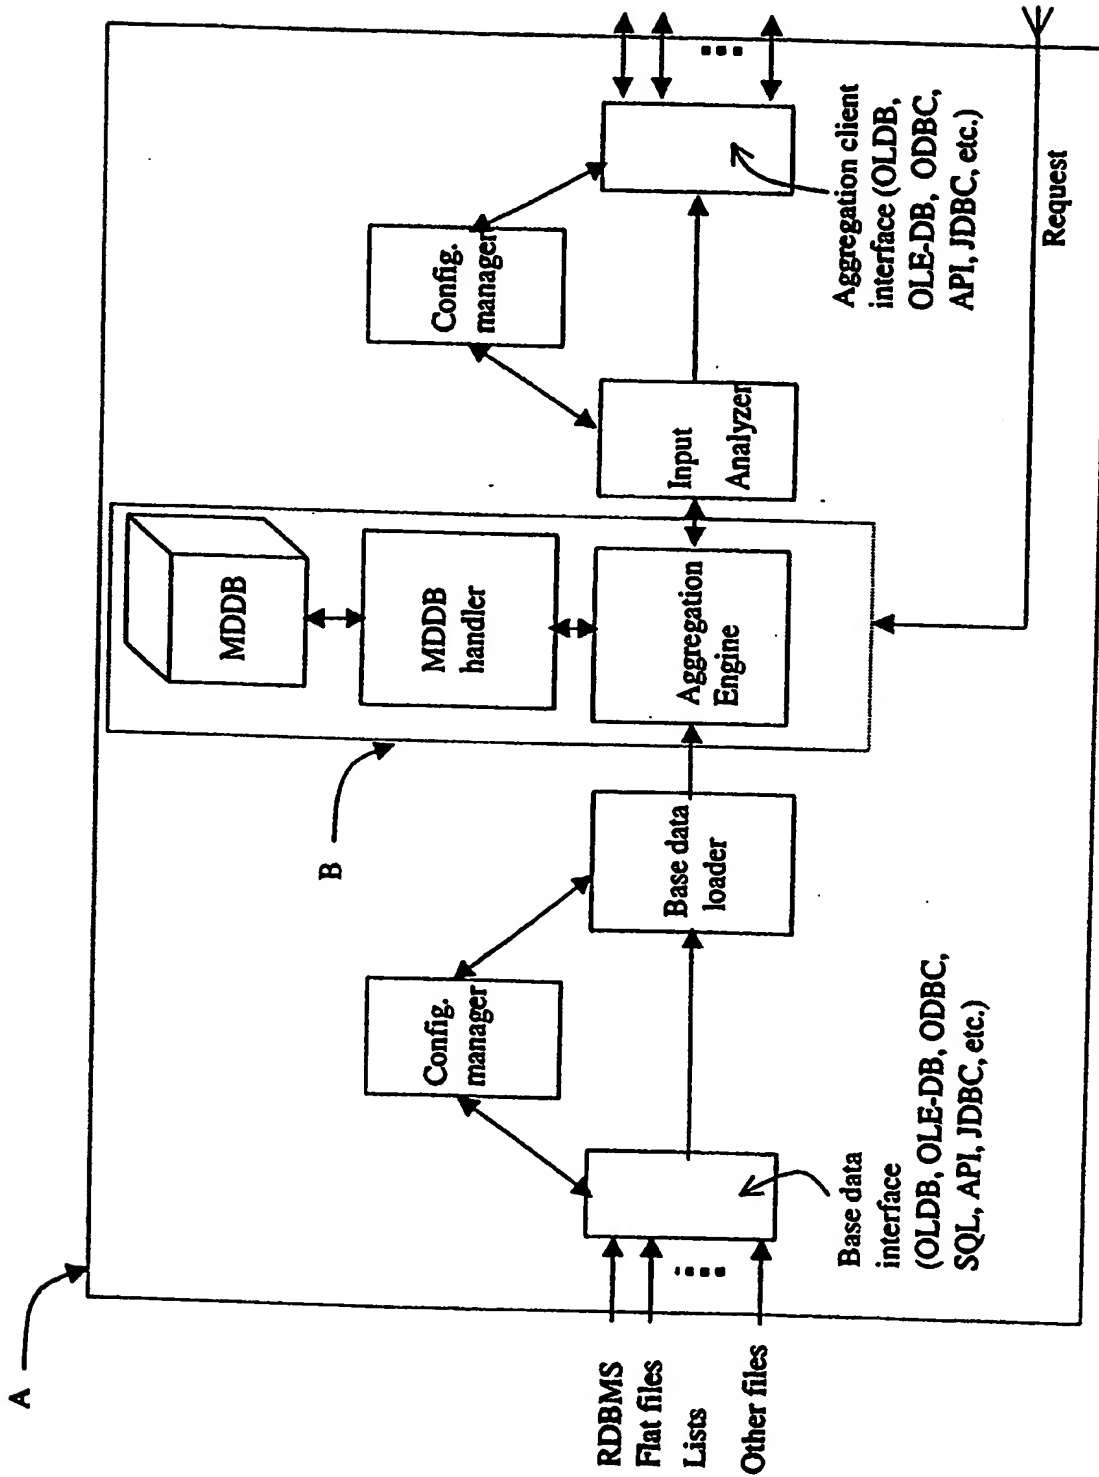 A
B
MDDB
MDDB
handler
Aggregation
Engine
Config.
manager
Config.
manager
Base data
loader
Input
Analyzer
RDBMS
Flat files
Lists
Other files
Base data
interface
(OLDB, OLE-DB, ODBC,
SQL, API, JDBC, etc.)
Aggregation client
interface (OLDB,
OLE-DB, ODBC,
API, JDBC, etc.)
Request